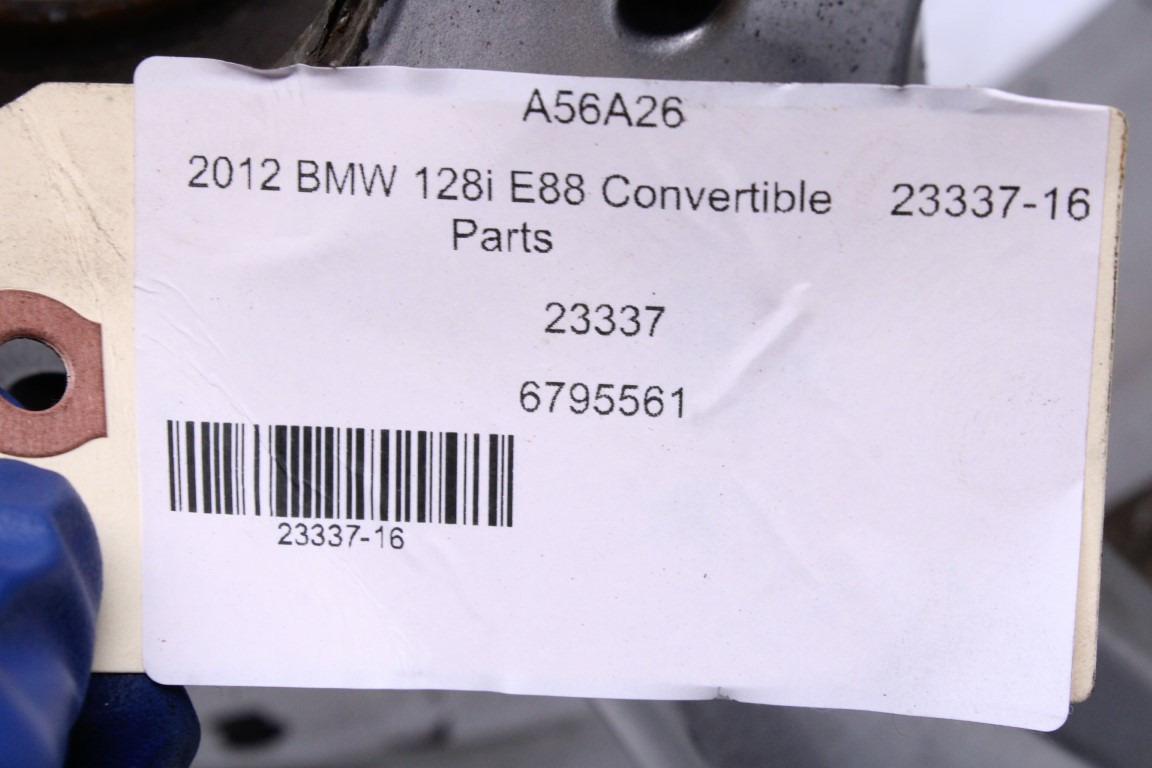 A56A26
2012 BMW 128i E88 Convertible 23337-16
Parts
23337
6795561
23337-16